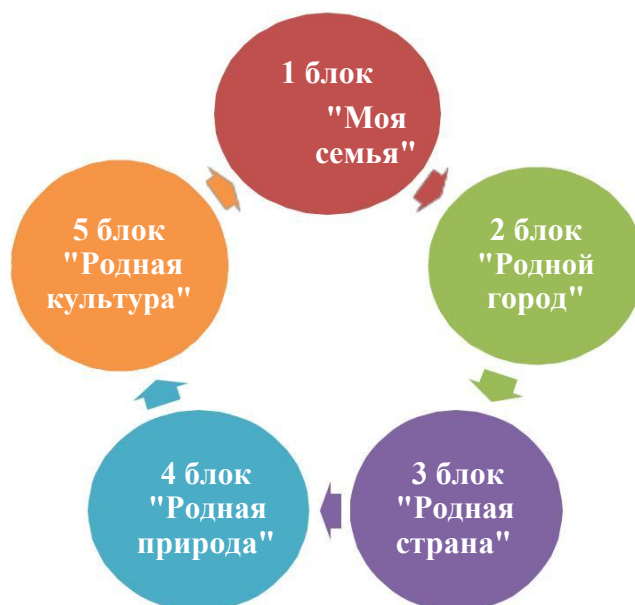 1 блок
"Моя
семья"
2 блок
"Родной
город"
3 блок
"Родная
страна"
4 блок
"Родная
природа"
5 блок
"Родная
культура"